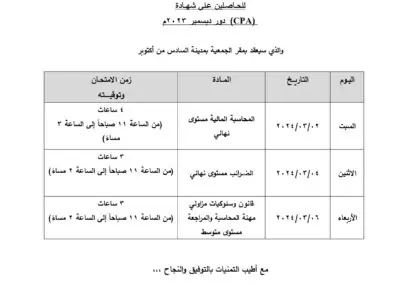 للحاصلين على شهادة
(CPA) دور ديسمبر ٢٠٢٣م
والذي سيعقد بمقر الجمعية بمدينة السادس من أكتوبر
اليوم التاريخ المادة زمن الامتحان وتوقيته
السبت ٢٠٢٤/٠٣/٠٢ المحاسبة المالية مستوى نهائي ٤ ساعات (من الساعة ١١ صباحاً إلى الساعة ٣ مساءً)
الاثنين ٢٠٢٤/٠٣/٠٤ الضرائب مستوى نهائي ٣ ساعات (من الساعة ١١ صباحاً إلى الساعة ٢ مساءً)
الأربعاء ٢٠٢٤/٠٣/٠٦ قانون وسلوكيات مزاولي مهنة المحاسبة والمراجعة مستوى متوسط ٣ ساعات (من الساعة ١١ صباحاً إلى الساعة ٢ مساءً)
مع أطيب التمنيات بالتوفيق والنجاح ،،،